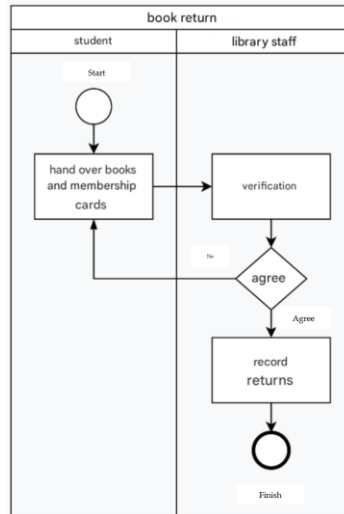 book return
student
library staff
Start
hand over books
and membership
cards
verification
No
agree
Agree
record
returns
Finish